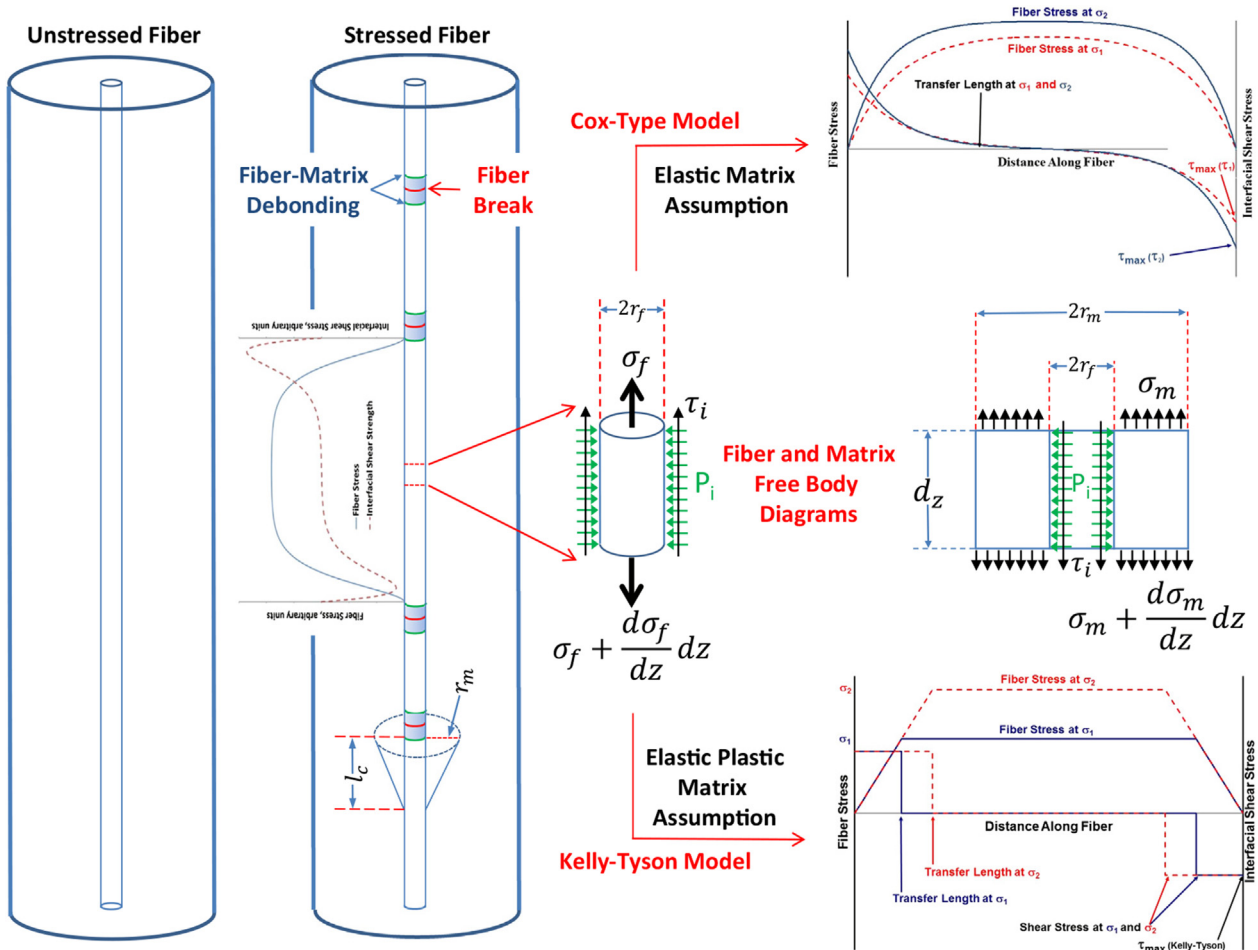 Unstressed Fiber
Stressed Fiber
Fiber-Matrix
Debonding
Fiber
Break
Interfacial Shear Stress, arbitrary units
Fiber Stress
Interfacial Shear Strength
Fiber Stress, arbitrary units
r_m
l_c
Cox-Type Model
Elastic Matrix
Assumption
Fiber Stress at σ₂
Fiber Stress at σ₁
Transfer Length at σ₁ and σ₂
Fiber Stress
Distance Along Fiber
Interfacial Shear Stress
τ_max (τ₁)
τ_max (τ₂)
2r_f
σ_f
τ_i
P_i
σ_f + dσ_f/dz dz
Fiber and Matrix
Free Body
Diagrams
2r_m
2r_f
σ_m
d_z
P_i
τ_i
σ_m + dσ_m/dz dz
Elastic Plastic
Matrix
Assumption
Kelly-Tyson Model
σ₂
Fiber Stress at σ₂
σ₁
Fiber Stress at σ₁
Fiber Stress
Distance Along Fiber
Interfacial Shear Stress
Transfer Length at σ₂
Transfer Length at σ₁
Shear Stress at σ₁ and σ₂
τ_max (Kelly-Tyson)